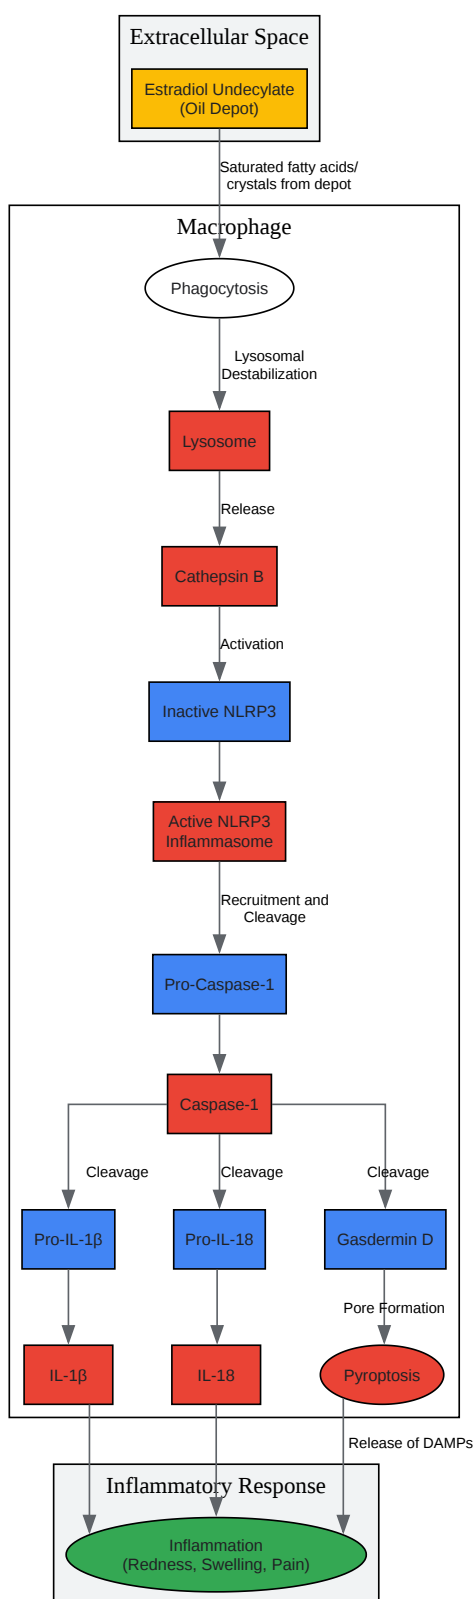 Extracellular Space
Estradiol Undecylate
(Oil Depot)
Saturated fatty acids/
crystals from depot
Macrophage
Phagocytosis
Lysosomal
Destabilization
Lysosome
Release
Cathepsin B
Activation
Inactive NLRP3
Active NLRP3
Inflammasome
Recruitment and
Cleavage
Pro-Caspase-1
Caspase-1
Cleavage
Cleavage
Cleavage
Pro-IL-1β
Pro-IL-18
Gasdermin D
Pore Formation
IL-1β
IL-18
Pyroptosis
Release of DAMPs
Inflammatory Response
Inflammation
(Redness, Swelling, Pain)